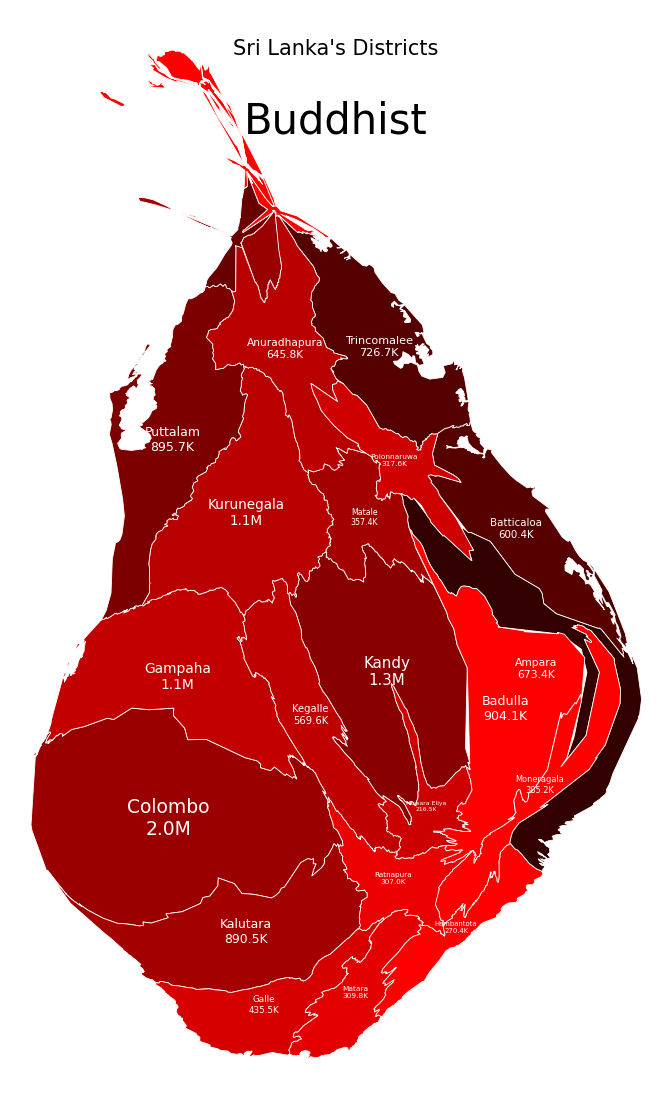 Sri Lanka's Districts
Buddhist
Anuradhapura
645.8K
Trincomalee
726.7K
Puttalam
895.7K
Polonnaruwa
317.6K
Kurunegala
1.1M
Matale
357.4K
Batticaloa
600.4K
Gampaha
1.1M
Kandy
1.3M
Ampara
673.4K
Badulla
904.1K
Kegalle
569.6K
Moneragala
365.2K
Colombo
2.0M
Nuwara Eliya
216.5K
Ratnapura
307.0K
Kalutara
890.5K
Hambantota
270.4K
Galle
435.5K
Matara
309.8K